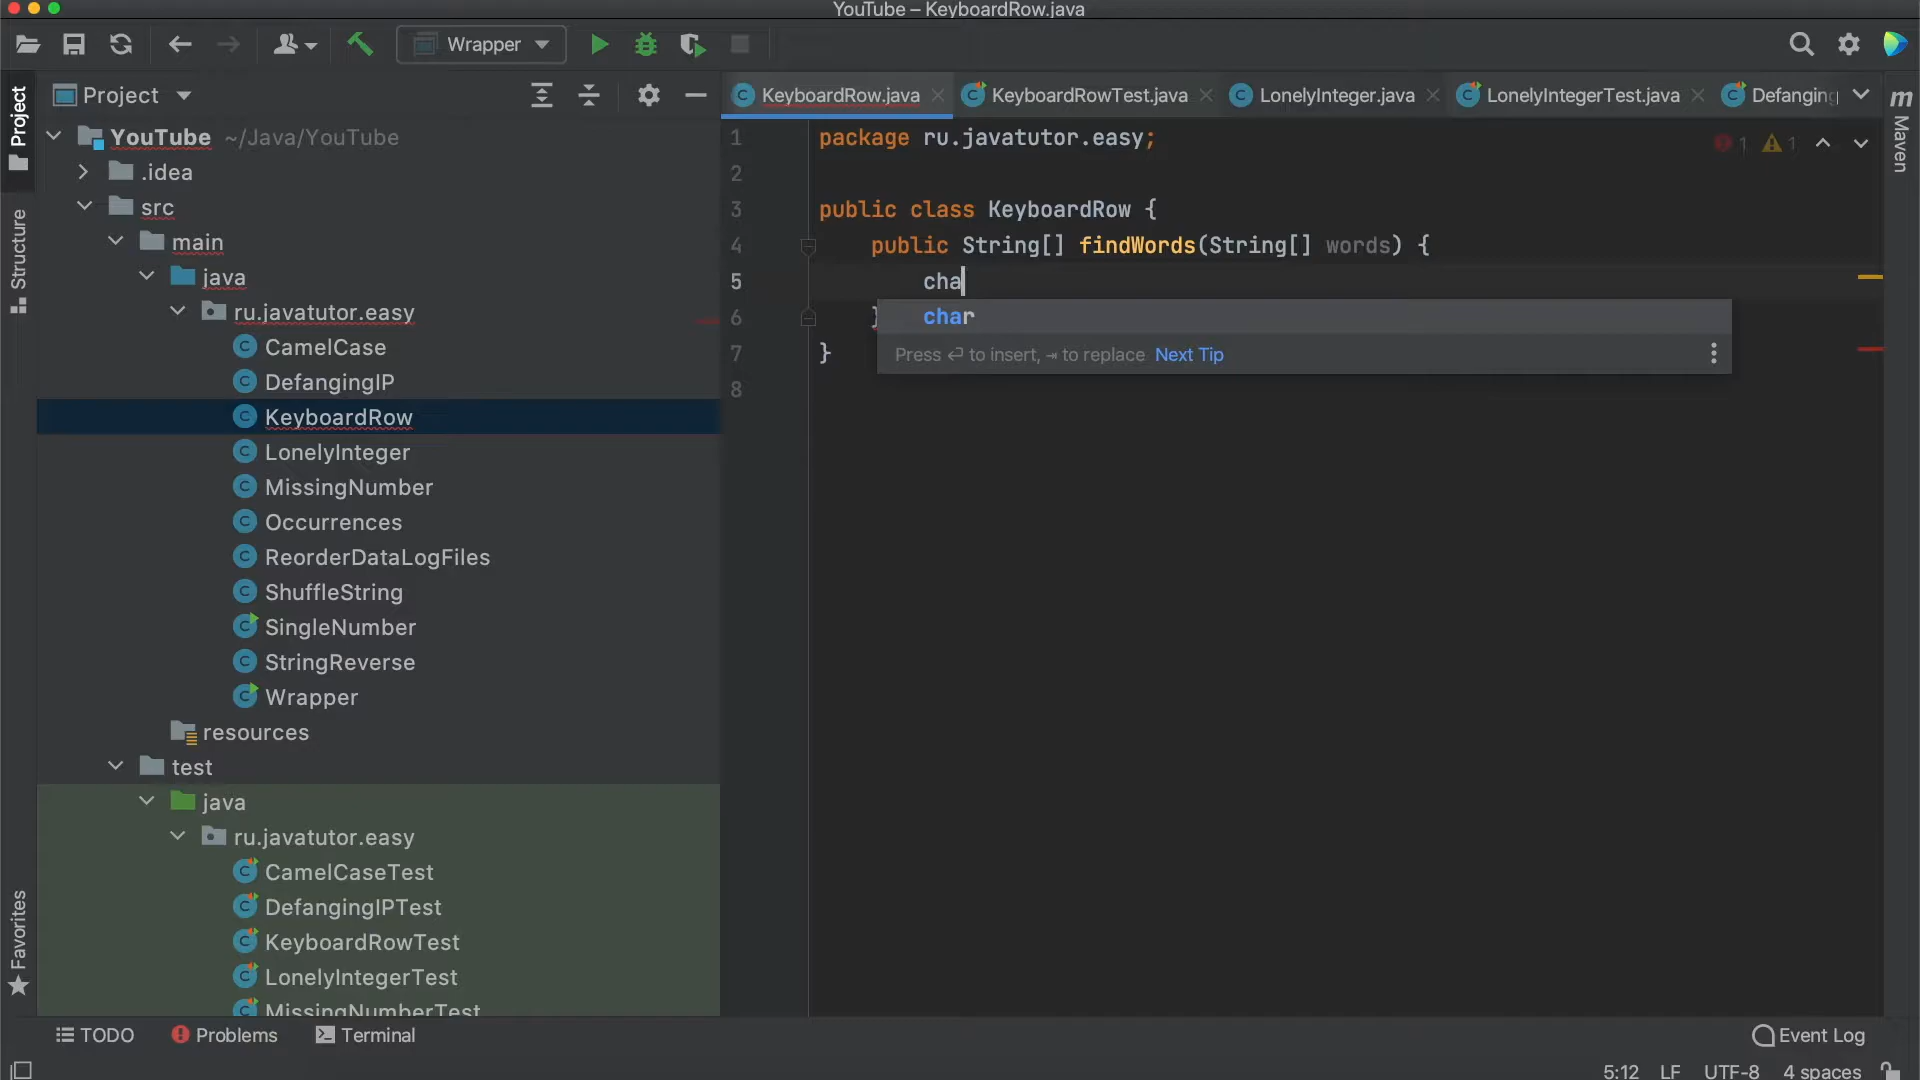 YouTube – KeyboardRow.java
Wrapper
Project
KeyboardRow.java
KeyboardRowTest.java
LonelyInteger.java
LonelyIntegerTest.java
Defanging
Project
Structure
Favorites
Maven
YouTube ~/Java/YouTube
.idea
src
main
java
ru.javatutor.easy
CamelCase
DefangingIP
KeyboardRow
LonelyInteger
MissingNumber
Occurrences
ReorderDataLogFiles
ShuffleString
SingleNumber
StringReverse
Wrapper
resources
test
java
ru.javatutor.easy
CamelCaseTest
DefangingIPTest
KeyboardRowTest
LonelyIntegerTest
MissingNumberTest
1 package ru.javatutor.easy;
1 1
2
3 public class KeyboardRow {
4 public String[] findWords(String[] words) {
5 cha
6 }
char
7 }
Press ⏎ to insert, ⇥ to replace Next Tip
8
TODO
Problems
Terminal
Event Log
5:12 LF UTF-8 4 spaces